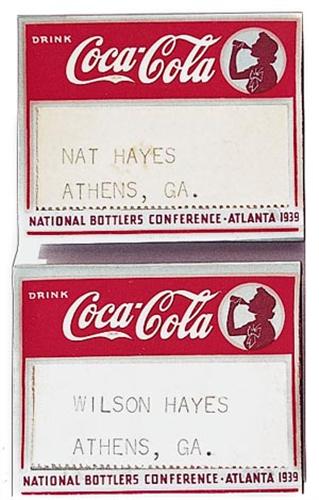 DRINK
Coca-Cola
NAT HAYES
ATHENS, GA.
NATIONAL BOTTLERS CONFERENCE · ATLANTA 1939
DRINK
Coca-Cola
WILSON HAYES
ATHENS, GA.
NATIONAL BOTTLERS CONFERENCE · ATLANTA 1939